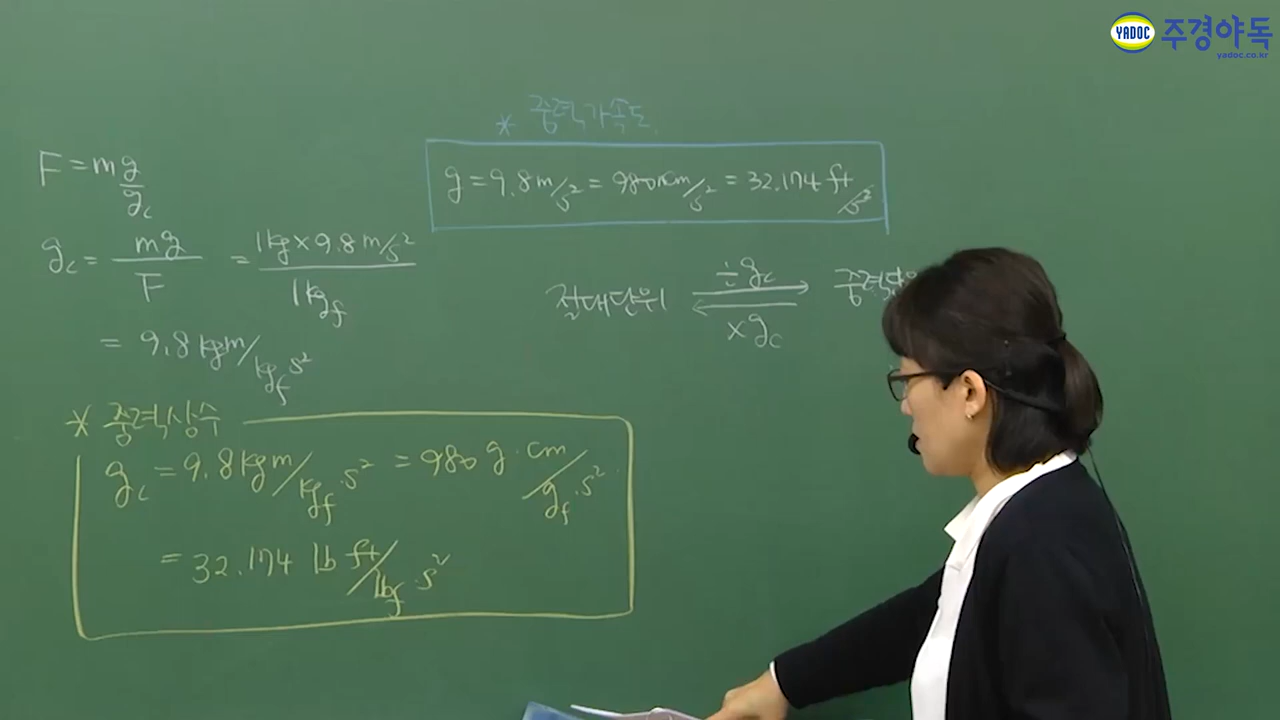 YADOC 주경야독
yadoc.co.kr
* 중력가속도
g = 9.8 m/s² = 980 cm/s² = 32.174 ft/s²
F = m g/g_c
g_c = mg/F = 1kg × 9.8 m/s² / 1kg_f
= 9.8 kgm/kg_f s²
절대단위 ÷g_c ×g_c 중력단위
* 중력상수
g_c = 9.8 kgm/kg_f·s² = 980 g·cm/g_f·s²
= 32.174 lb ft/lb_f·s²